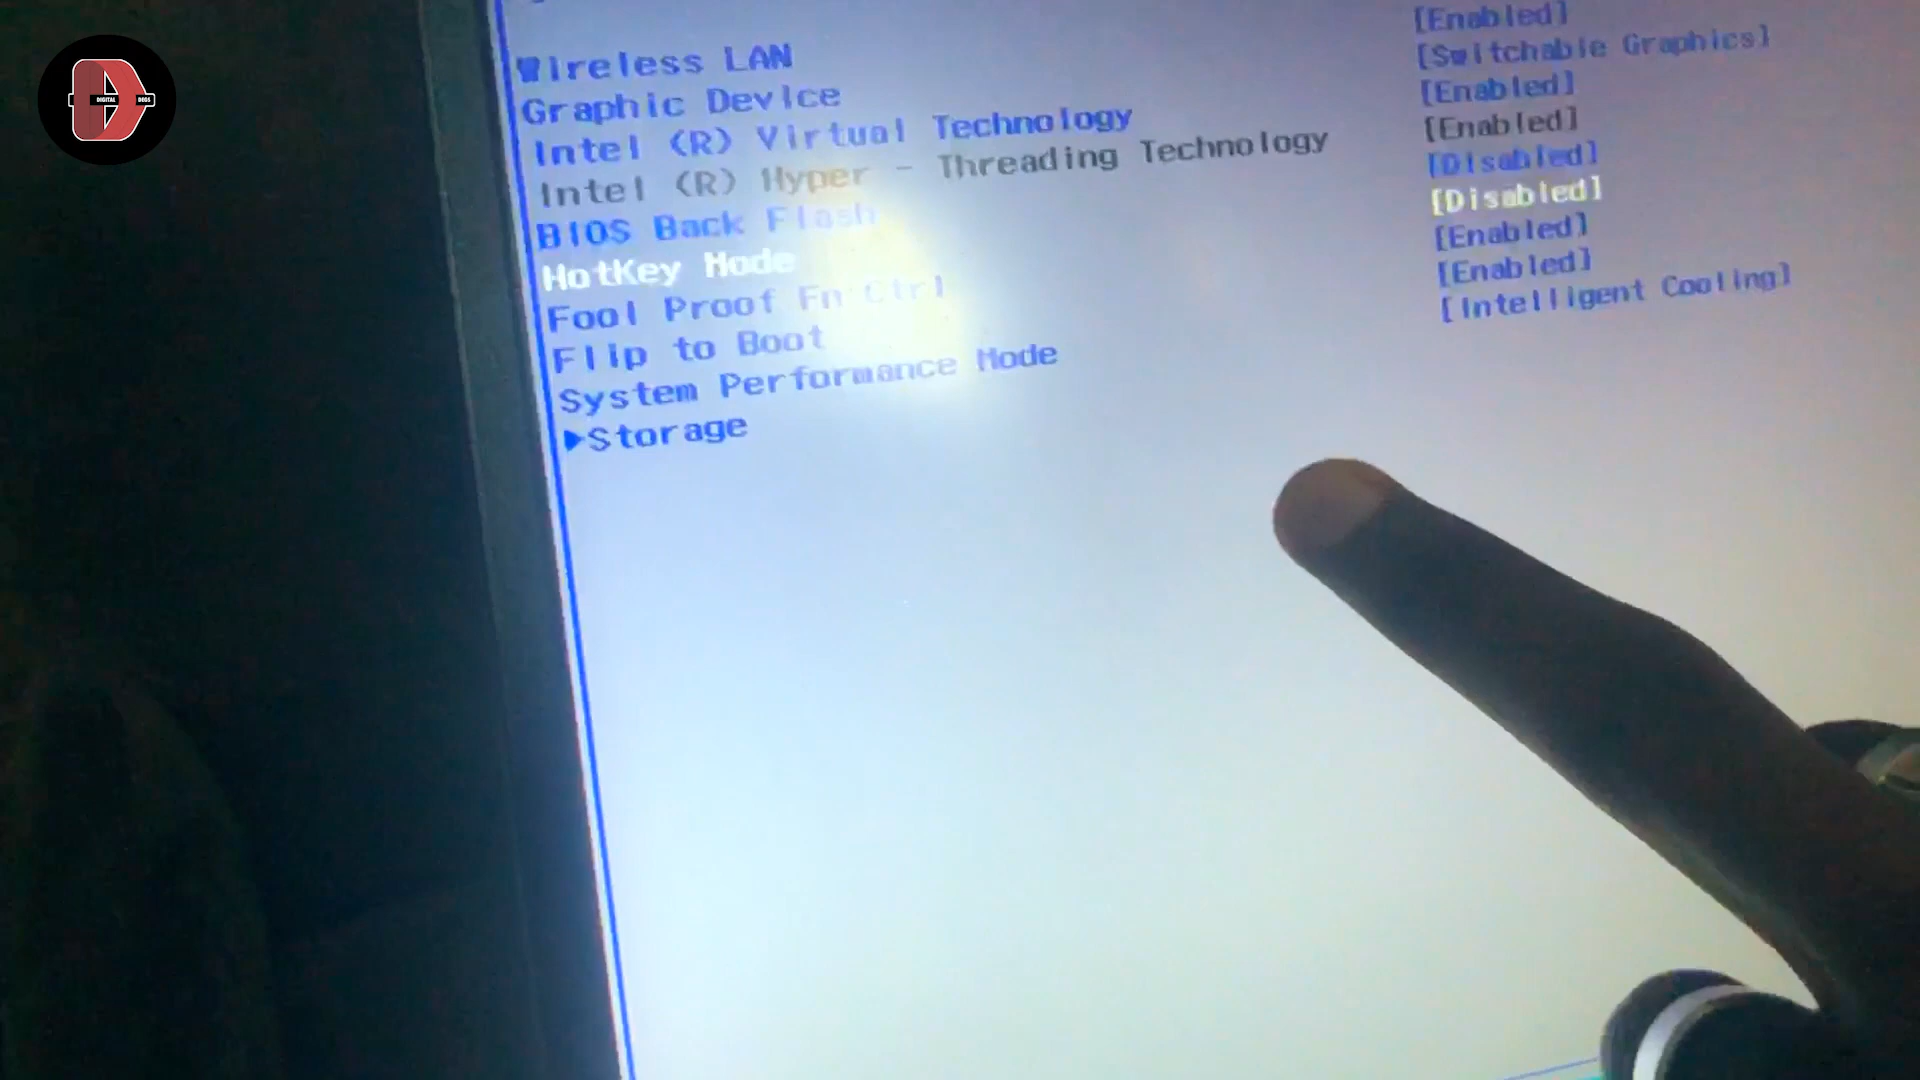 DIGITAL DEGS
Wireless LAN [Enabled]
Graphic Device [Switchable Graphics]
Intel (R) Virtual Technology [Enabled]
Intel (R) Hyper - Threading Technology [Enabled]
BIOS Back Flash [Disabled]
HotKey Mode [Disabled]
Fool Proof Fn Ctrl [Enabled]
Flip to Boot [Enabled]
System Performance Mode [Intelligent Cooling]
▶Storage